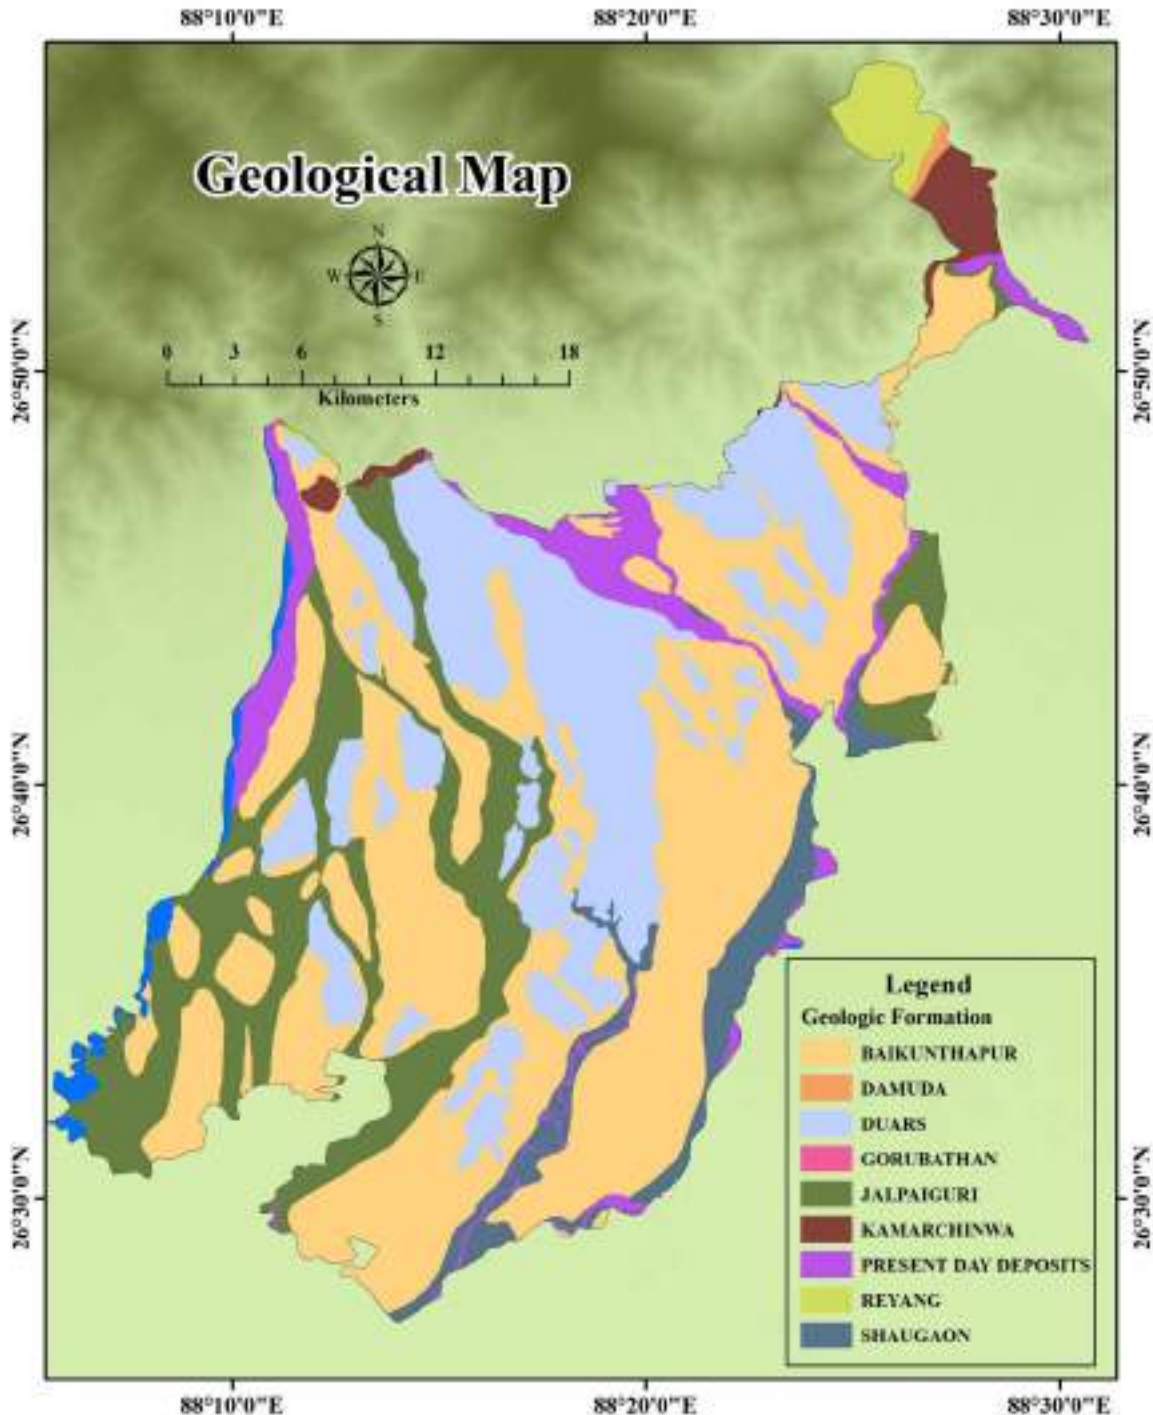 88°10'0"E 88°20'0"E 88°30'0"E
Geological Map
N
W E
S
0 3 6 12 18
Kilometers
26°50'0"N 26°50'0"N
26°40'0"N 26°40'0"N
26°30'0"N 26°30'0"N
Legend
Geologic Formation
BAIKUNTHAPUR
DAMUDA
DUARS
GORUBATHAN
JALPAIGURI
KAMARCHINWA
PRESENT DAY DEPOSITS
REYANG
SHAUGAON
88°10'0"E 88°20'0"E 88°30'0"E